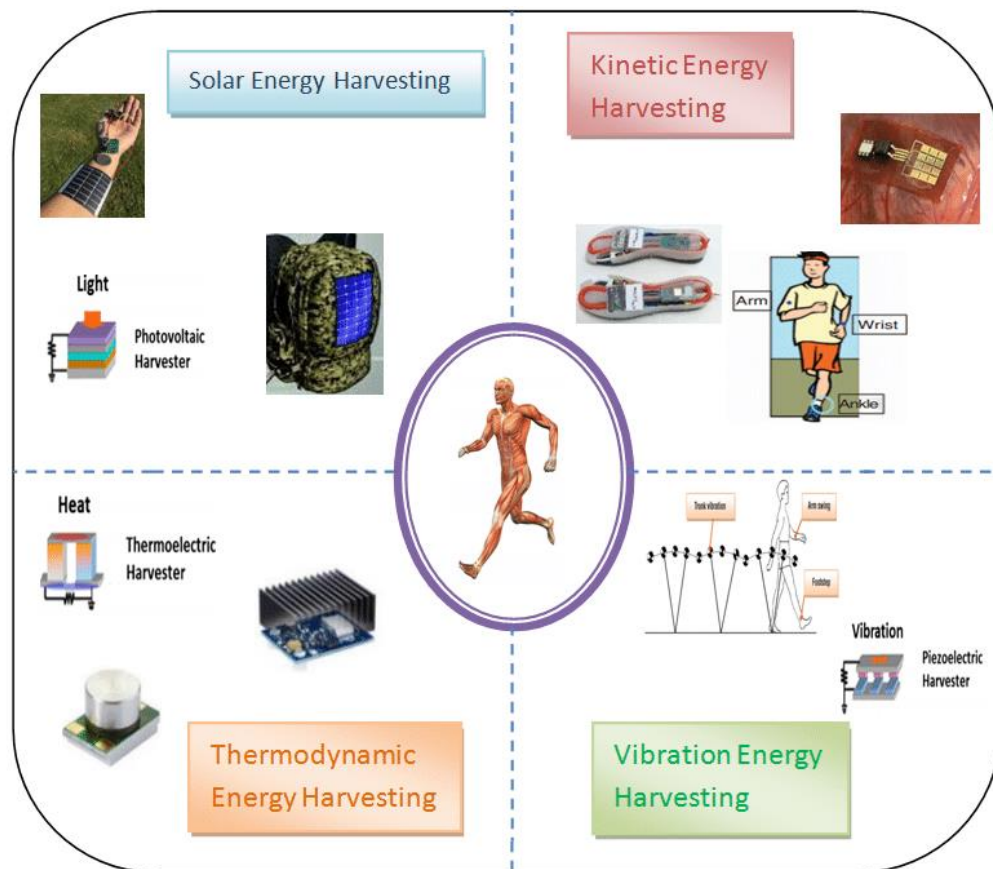 Solar Energy Harvesting
Kinetic Energy
Harvesting
Light
Photovoltaic
Harvester
Arm
Wrist
Ankle
Heat
Thermoelectric
Harvester
Trunk vibration
Arm swing
Footstep
Vibration
Piezoelectric
Harvester
Thermodynamic
Energy Harvesting
Vibration Energy
Harvesting